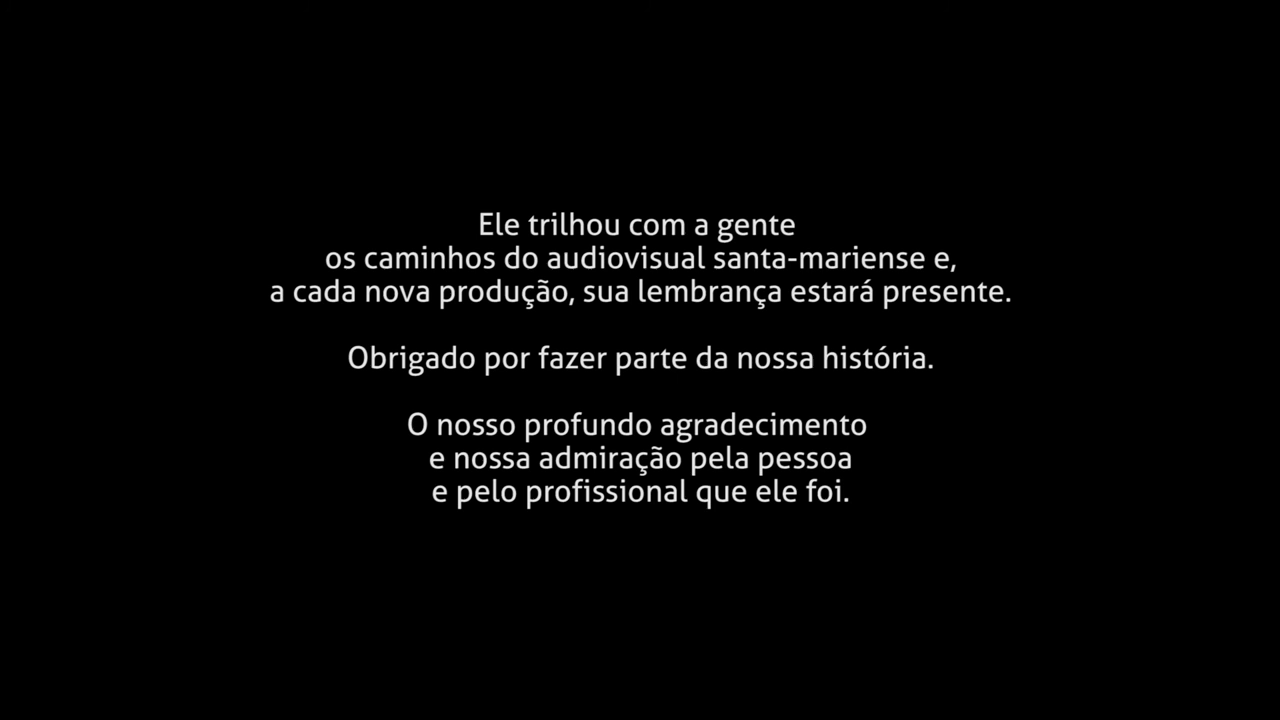 Ele trilhou com a gente
os caminhos do audiovisual santa-mariense e,
a cada nova produção, sua lembrança estará presente.
Obrigado por fazer parte da nossa história.
O nosso profundo agradecimento
e nossa admiração pela pessoa
e pelo profissional que ele foi.